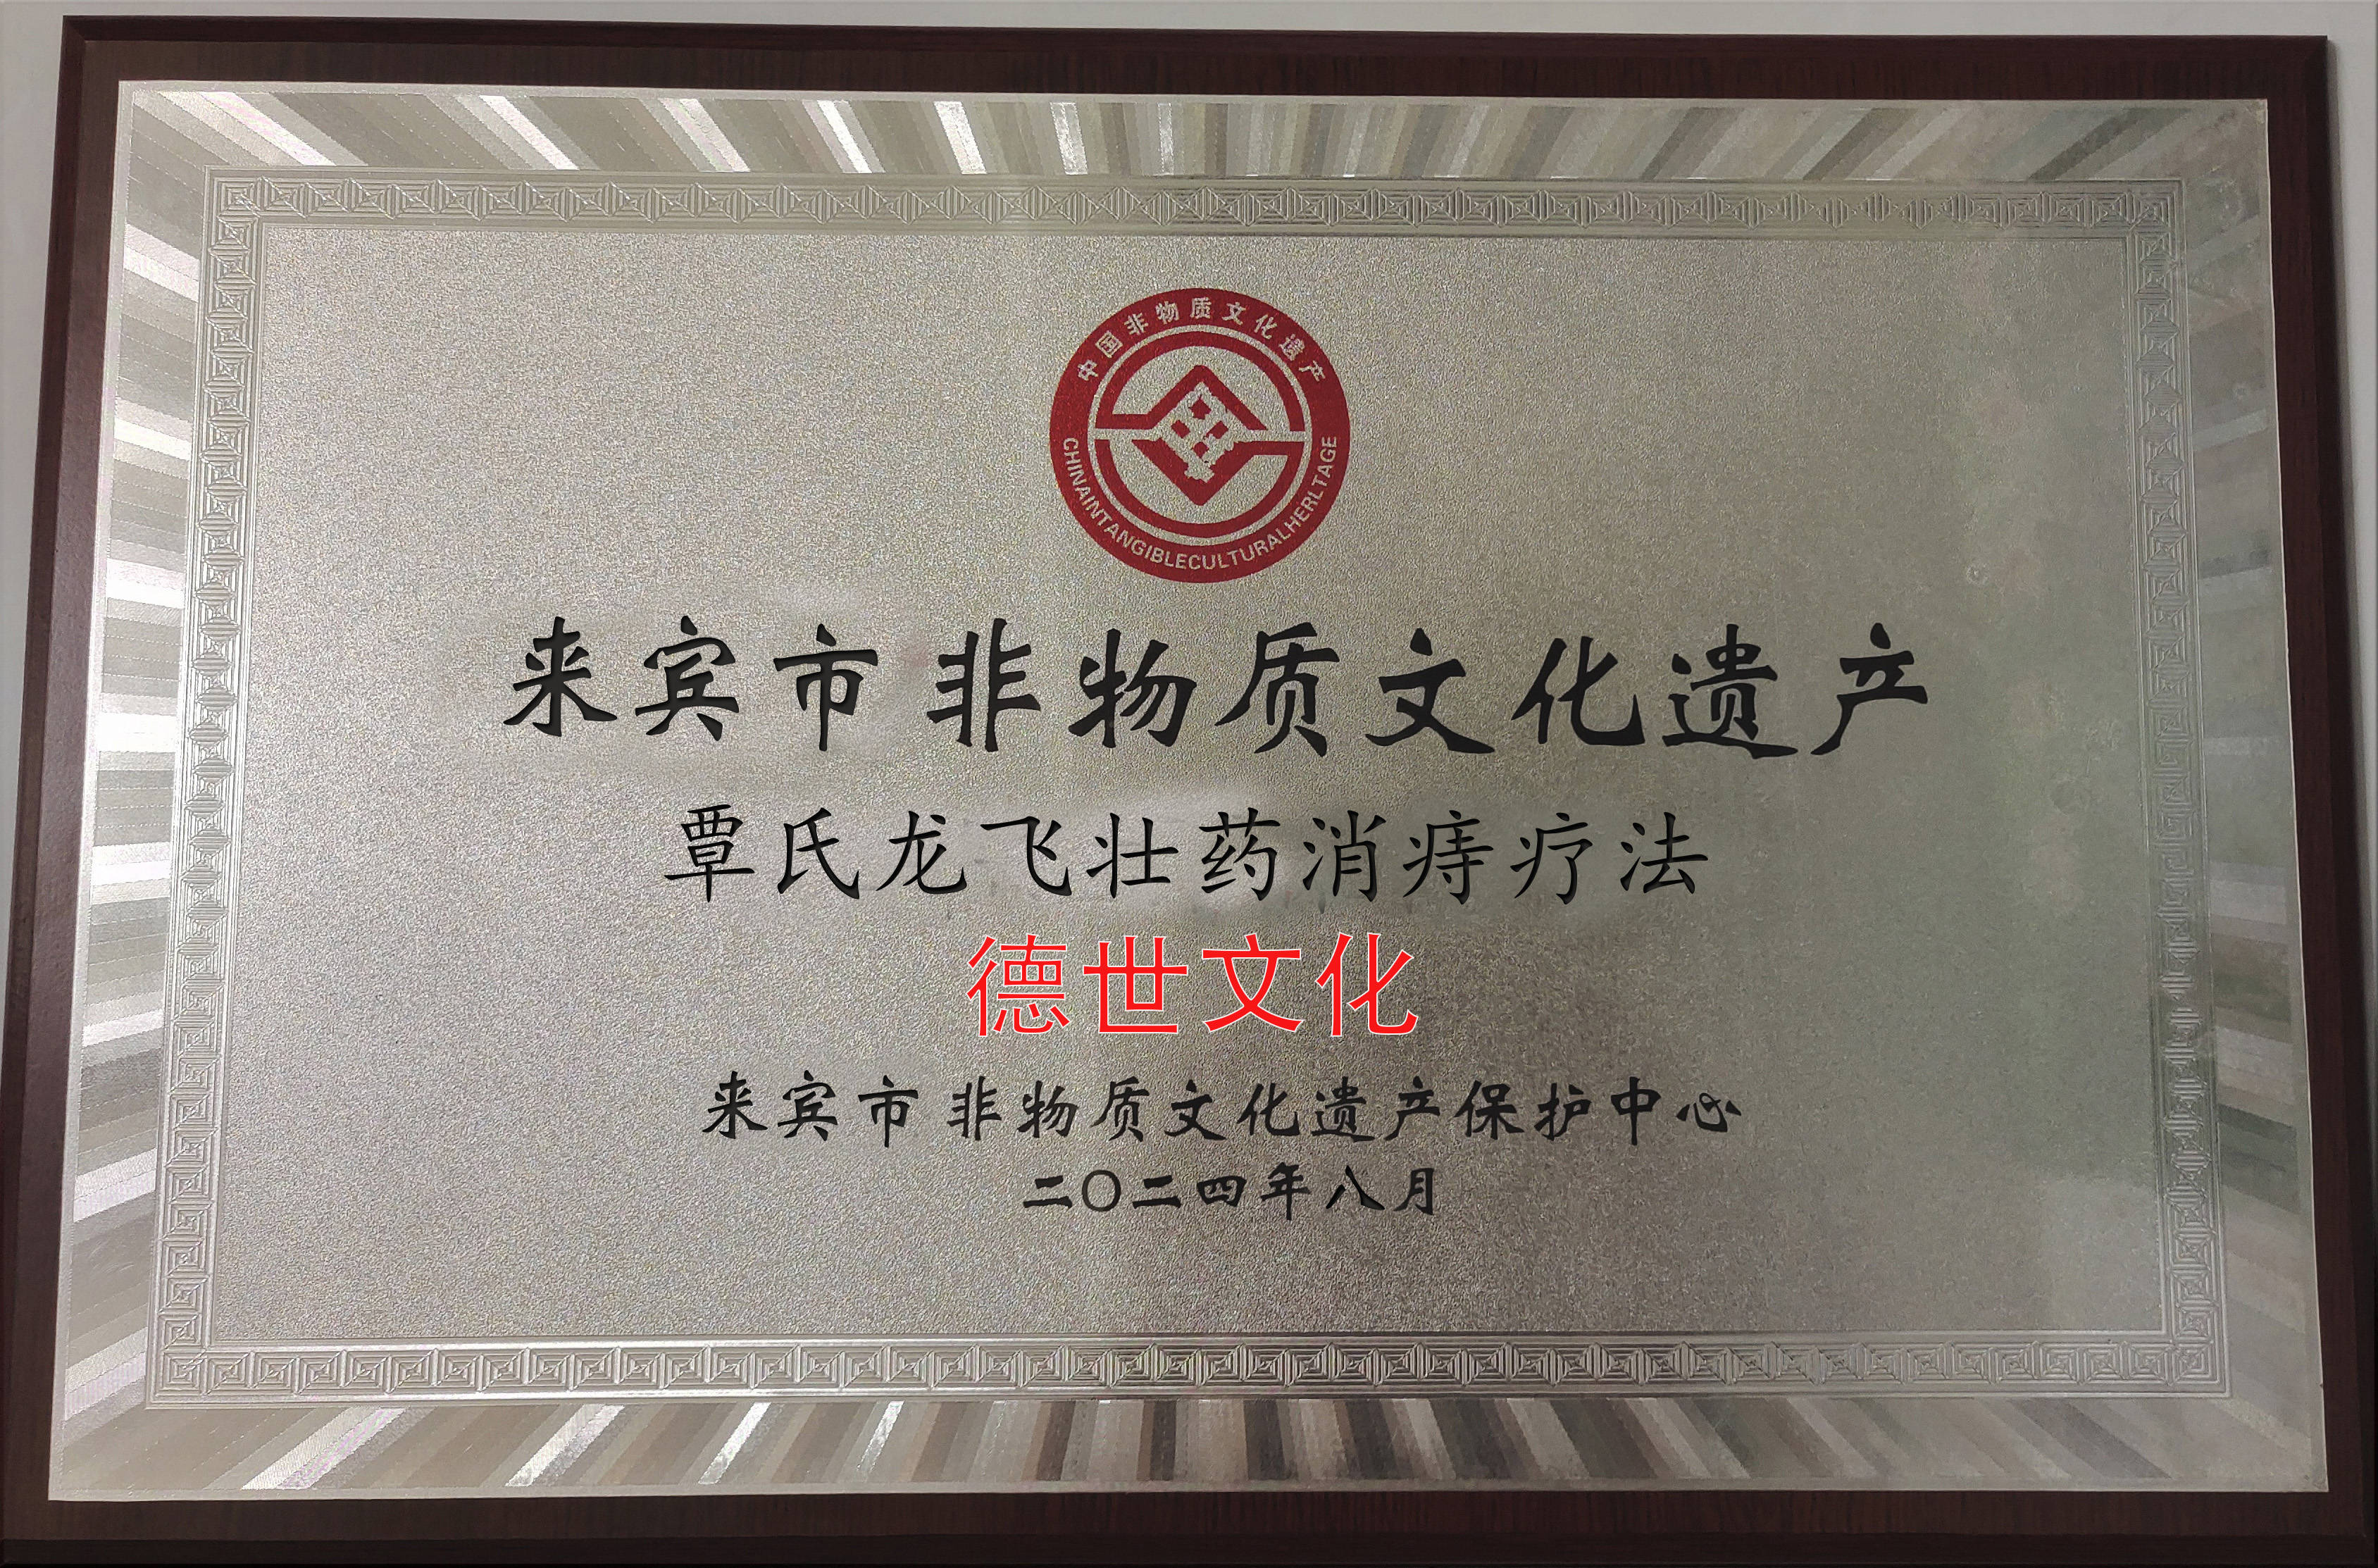 中国非物质文化遗产
CHINAINTANGIBLECULTURALHERLTAGE
来宾市非物质文化遗产
覃氏龙飞壮药消痔疗法
德世文化
来宾市非物质文化遗产保护中心
二〇二四年八月